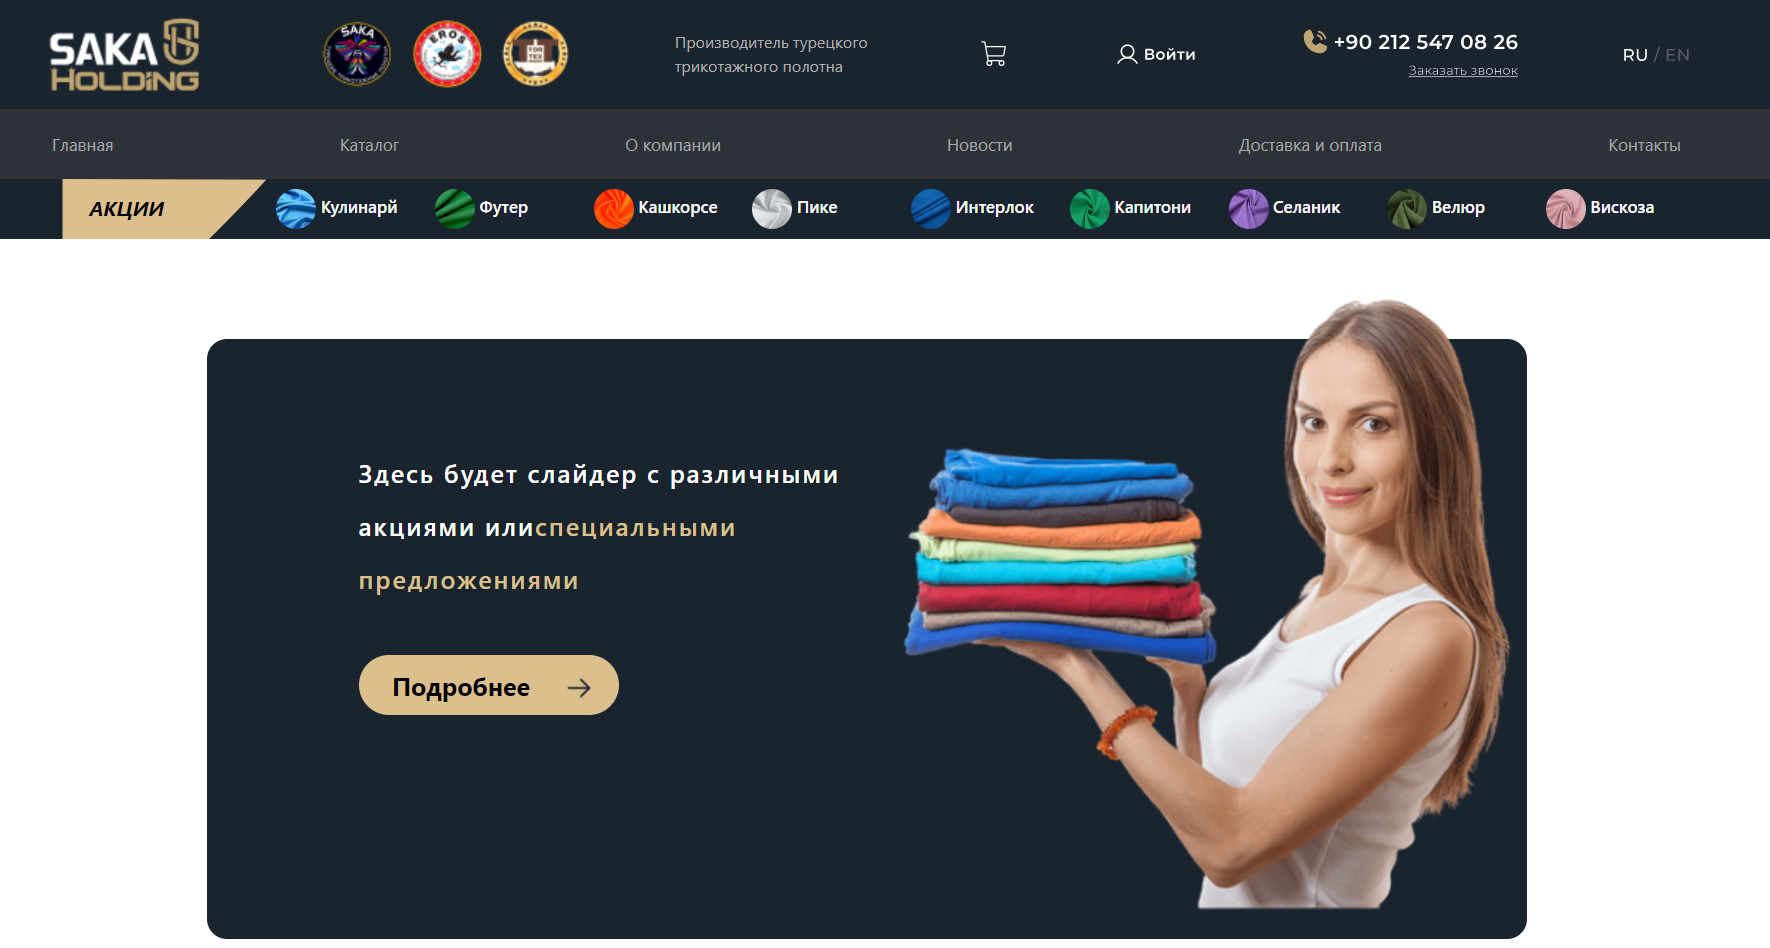 SAKA
HOLDiNG
SAKA
EROS
TOR
TEX
Производитель турецкого
трикотажного полотна
Войти
+90 212 547 08 26
Заказать звонок
RU / EN
Главная
Каталог
О компании
Новости
Доставка и оплата
Контакты
АКЦИИ
Кулинарй
Футер
Кашкорсе
Пике
Интерлок
Капитони
Селаник
Велюр
Вискоза
Здесь будет слайдер с различными
акциями илиспециальными
предложениями
Подробнее